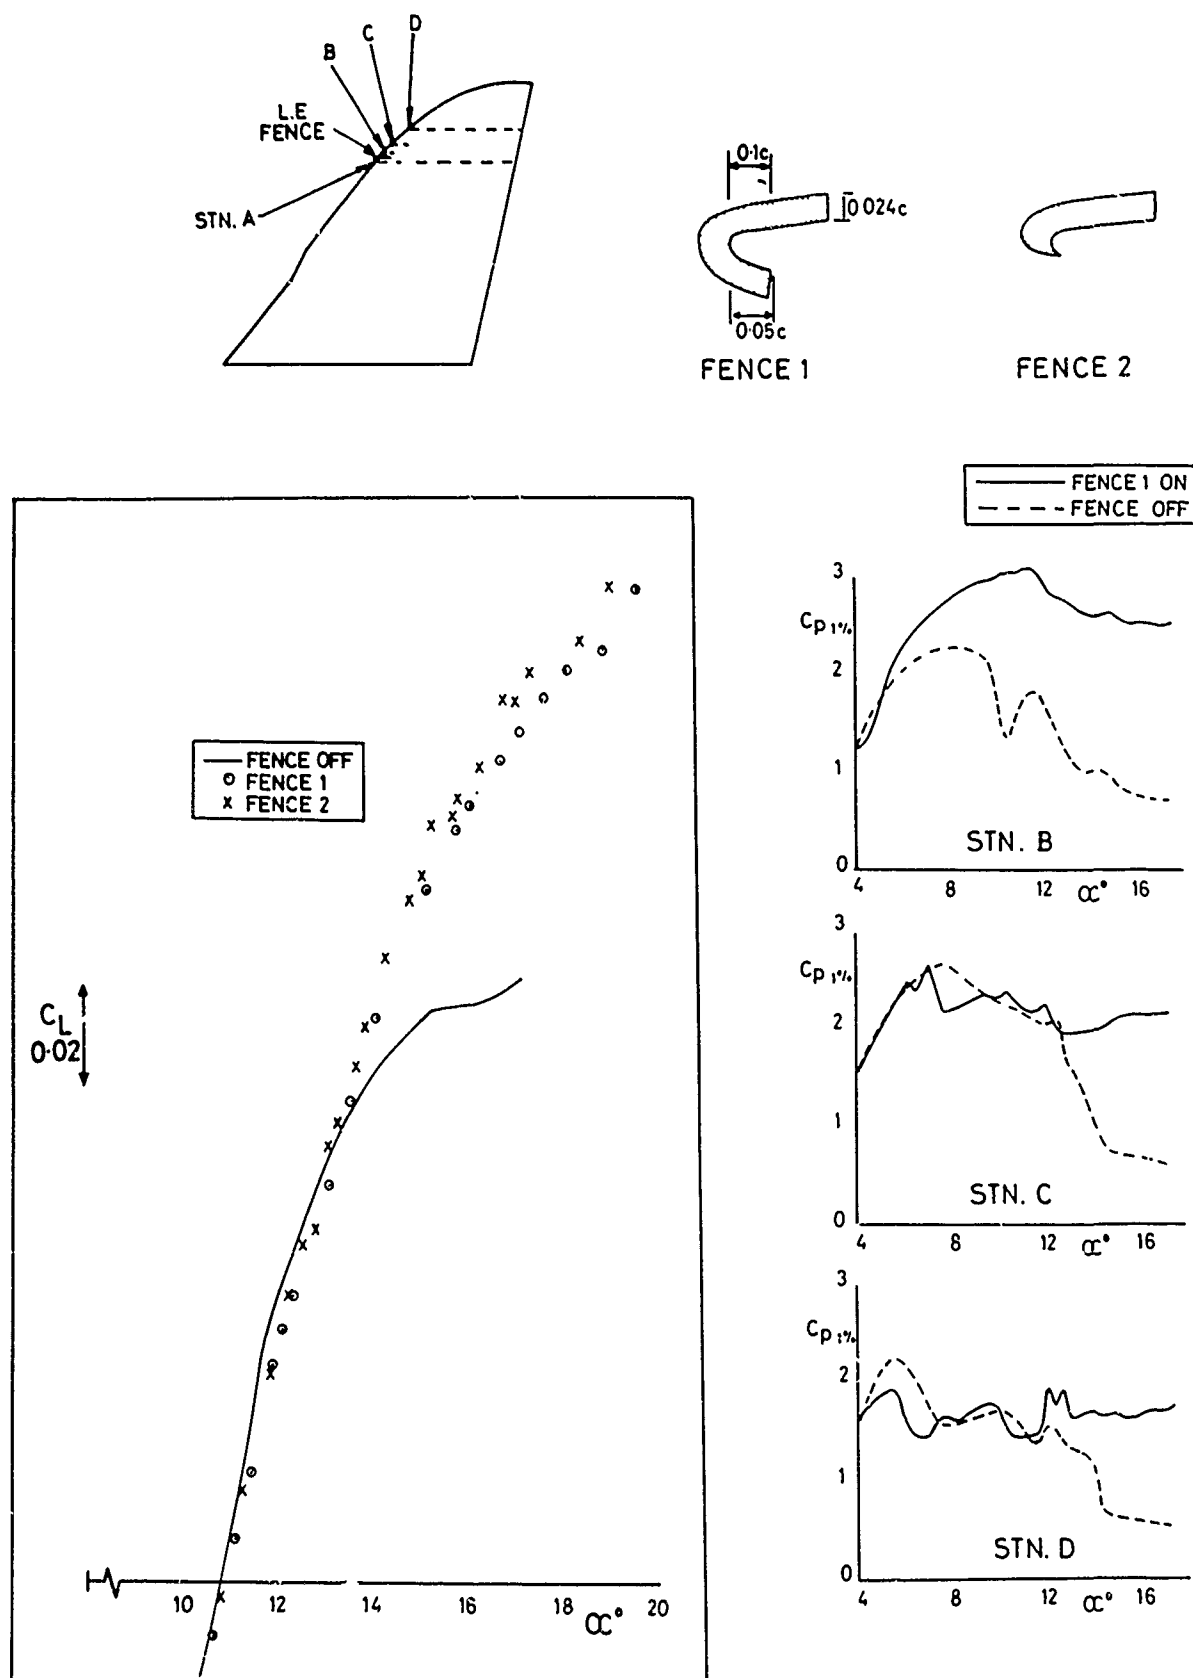 D
C
B
L.E
FENCE
STN. A
0·1c
0·024c
0·05c
FENCE 1
FENCE 2
FENCE 1 ON
FENCE OFF
FENCE OFF
FENCE 1
FENCE 2
C_L
0·02
10 12 14 16 18 20
α°
3
Cp 1%
2
1
0
STN. B
4 8 12 α° 16
3
Cp 1%
2
1
0
STN. C
4 8 12 α° 16
3
Cp 1%
2
1
0
STN. D
4 8 12 α° 16